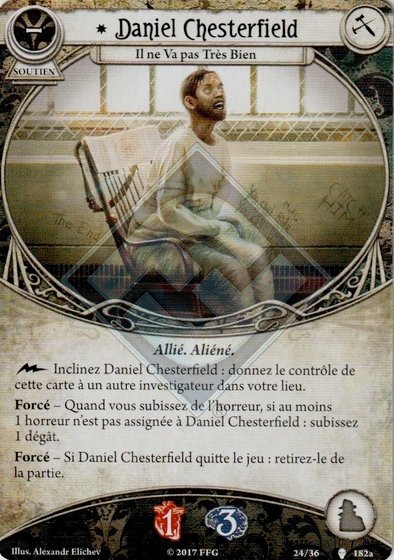 Daniel Chesterfield
SOUTIEN
Il ne Va pas Très Bien
The End
Allié. Aliéné.
Inclinez Daniel Chesterfield : donnez le contrôle de
cette carte à un autre investigateur dans votre lieu.
Forcé – Quand vous subissez de l'horreur, si au moins
1 horreur n'est pas assignée à Daniel Chesterfield : subissez
1 dégât.
Forcé – Si Daniel Chesterfield quitte le jeu : retirez-le de
la partie.
1
3
Illus. Alexandr Elichev
© 2017 FFG
24/36
182a